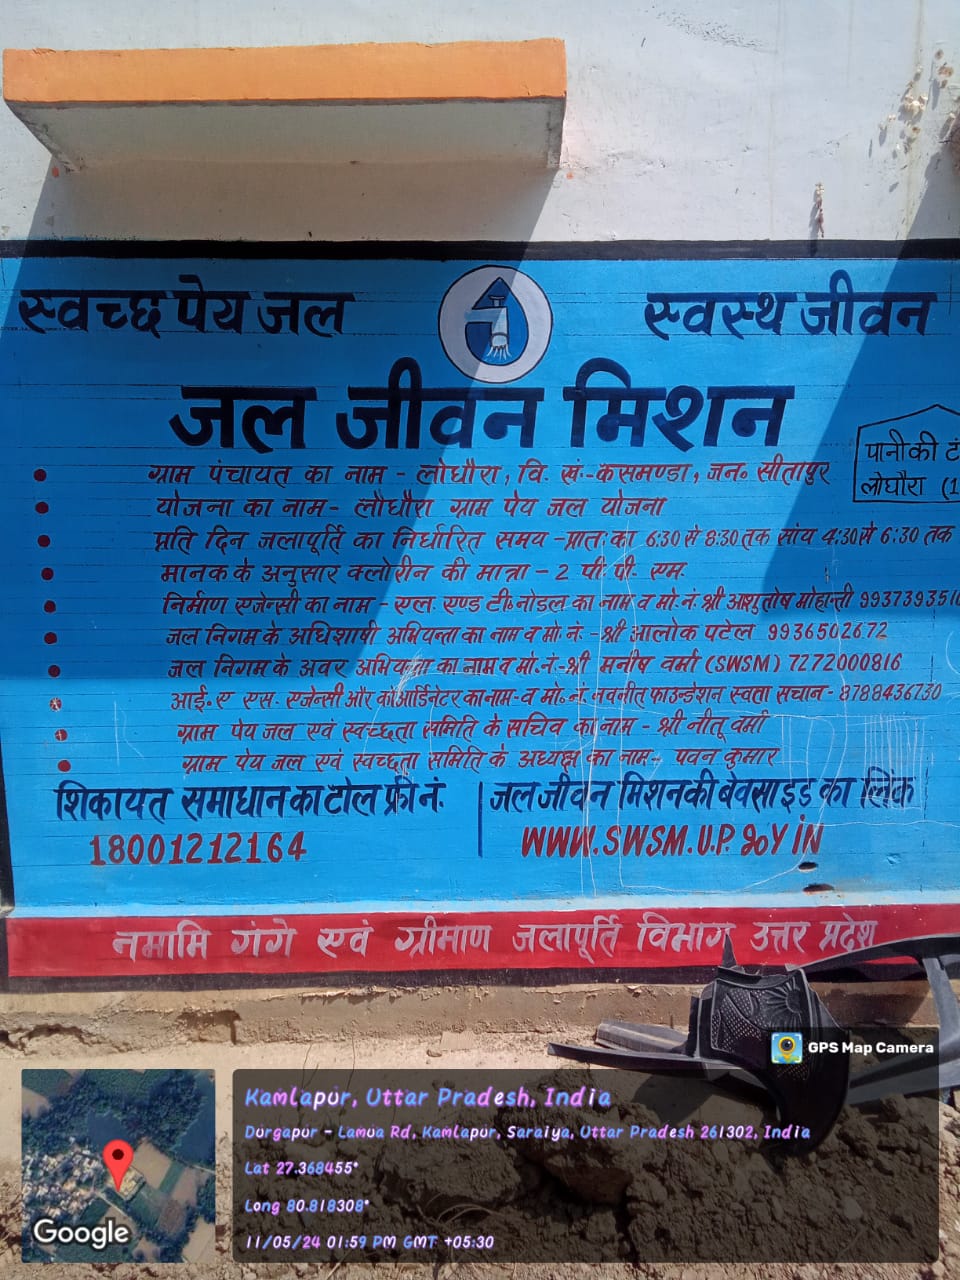 स्वच्छ पेय जल
स्वस्थ जीवन
जल जीवन मिशन
ग्राम पंचायत का नाम - लोघौरा, वि. खं.-कसमण्डा, जन० सीतापुर
योजना का नाम- लौघौरा ग्राम पेय जल योजना
प्रति दिन जलापूर्ति का निर्धारित समय -प्रातः का 6:30 से 8:30 तक सांय 4:30 से 6:30 तक
मानक के अनुसार क्लोरीन की मात्रा - 2 पी. पी. एम.
निर्माण एजेन्सी का नाम - एल. एण्ड टी० नोडल का नाम व मो. नं. श्री आशुतोष मोहान्ती 993739351
जल निगम के अधिशाषी अभियन्ता का नाम व मो. नं. -श्री आलोक पटेल 9936502672
जल निगम के अवर अभियन्ता का नाम व मो. नं.-श्री मनीष वर्मा (SWSM) 7272000816
आई. ए एस. एजेन्सी और कोआर्डिनेटर का नाम- व मो. नं. नवनीत फाउन्डेशन स्वता सचान - 8788436730
ग्राम पेय जल एवं स्वच्छता समिति के सचिव का नाम - श्री नीतू वर्मा
ग्राम पेय जल एवं स्वच्छता समिति के अध्यक्ष का नाम- पवन कुमार
पानी की टं
लोघौरा (1
शिकायत समाधान का टोल फ्री नं.
18001212164
जल जीवन मिशन की बेवसाइड का लिंक
WWW.SWSM.U.P.goY iN
नमामि गंगे एवं ग्रीमाण जलापूर्ति विभाग उत्तर प्रदेश
GPS Map Camera
Kamlapur, Uttar Pradesh, India
Durgapur - Lamua Rd, Kamlapur, Saraiya, Uttar Pradesh 261302, India
Lat 27.368455°
Long 80.818308°
11/05/24 01:59 PM GMT +05:30
Google